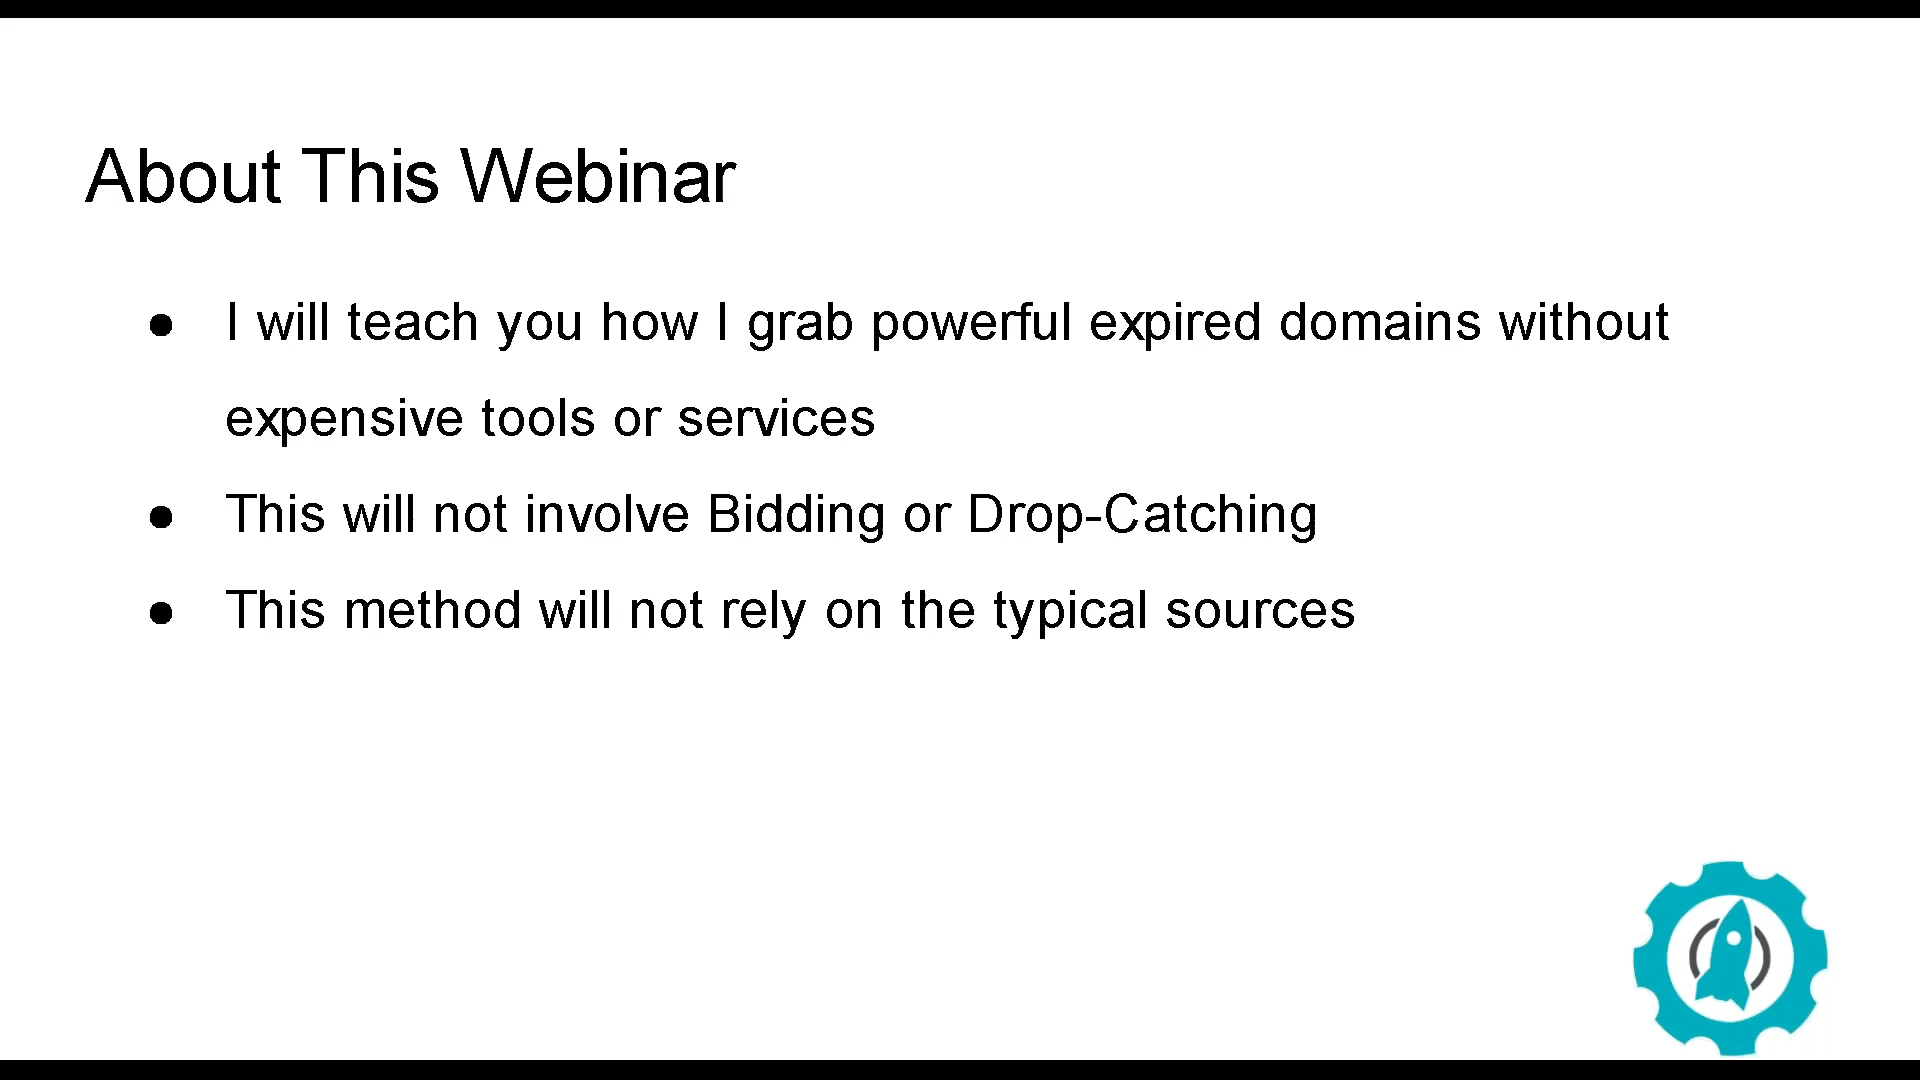 About This Webinar
● I will teach you how I grab powerful expired domains without
expensive tools or services
● This will not involve Bidding or Drop-Catching
● This method will not rely on the typical sources